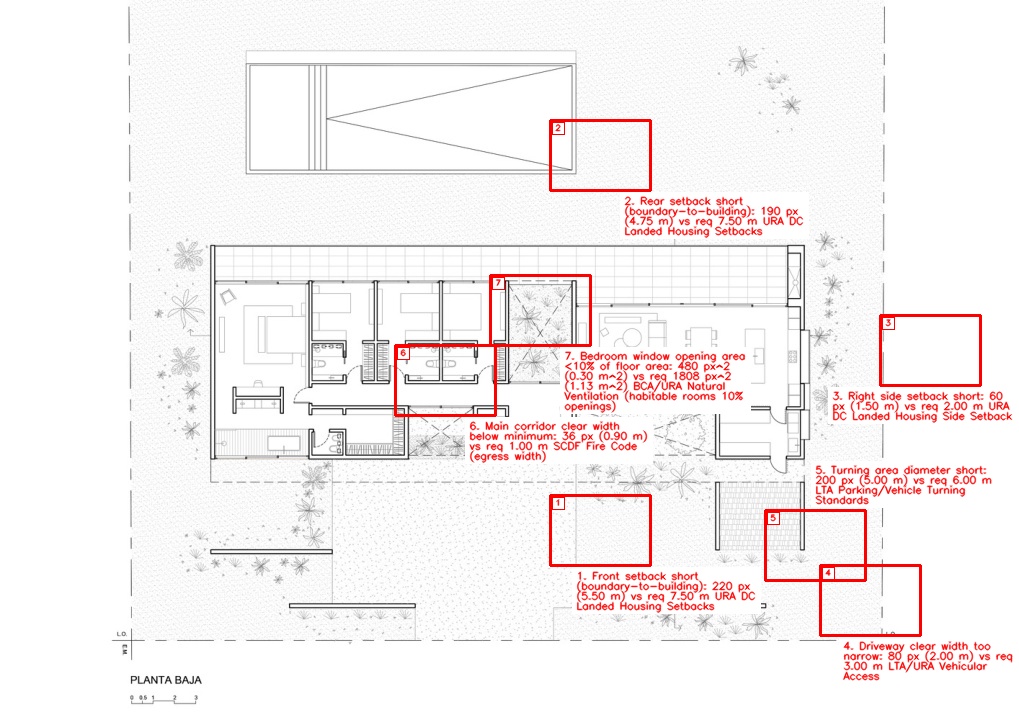 2
2. Rear setback short
(boundary-to-building): 190 px
(4.75 m) vs req 7.50 m URA DC
Landed Housing Setbacks
7
3
6
7. Bedroom window opening area
<10% of floor area: 480 px^2
(0.30 m^2) vs req 1808 px^2
(1.13 m^2) BCA/URA Natural
Ventilation (habitable rooms 10%
openings)
3. Right side setback short: 60
px (1.50 m) vs req 2.00 m URA
DC Landed Housing Side Setback
6. Main corridor clear width
below minimum: 36 px (0.90 m)
vs req 1.00 m SCDF Fire Code
(egress width)
5. Turning area diameter short:
200 px (5.00 m) vs req 6.00 m
LTA Parking/Vehicle Turning
Standards
1
5
4
1. Front setback short
(boundary-to-building): 220 px
(5.50 m) vs req 7.50 m URA DC
Landed Housing Setbacks
L.O.
L.O.
4. Driveway clear width too
narrow: 80 px (2.00 m) vs req
3.00 m LTA/URA Vehicular
Access
PLANTA BAJA
0 0.5 1 2 3